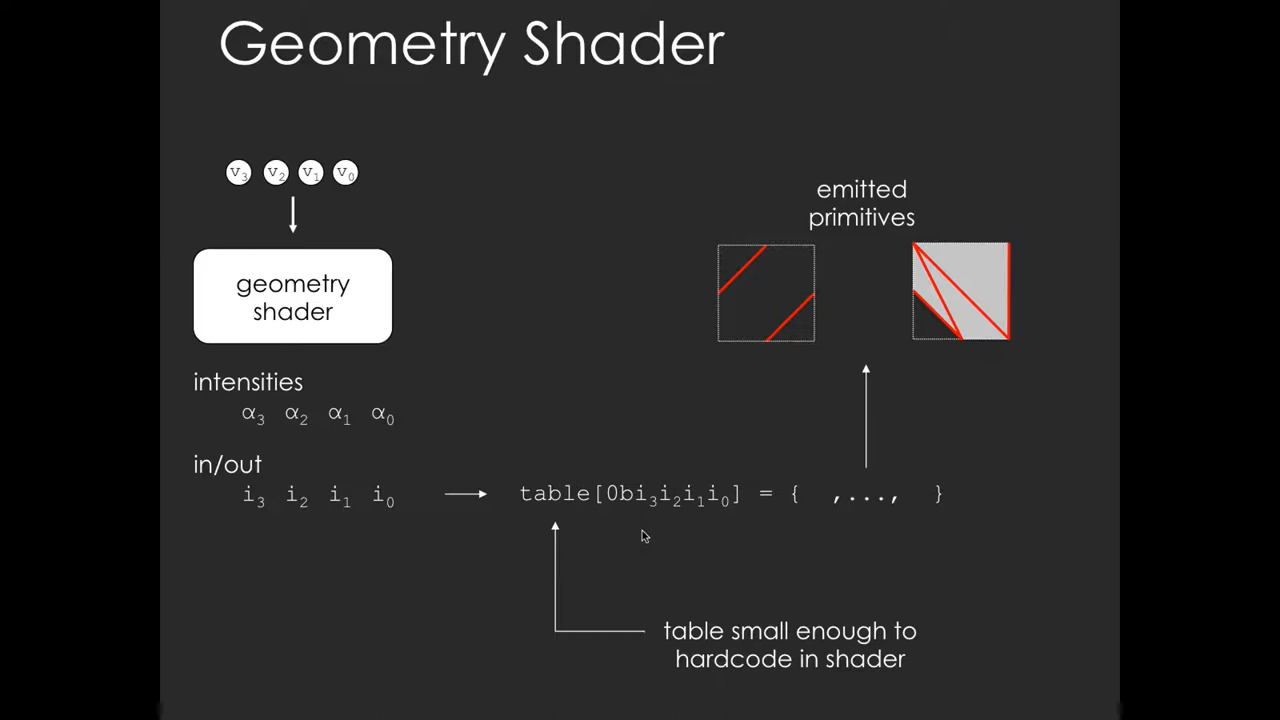 Geometry Shader
v₃ v₂ v₁ v₀
geometry
shader
intensities
α₃ α₂ α₁ α₀
in/out
i₃ i₂ i₁ i₀
table[0bi₃i₂i₁i₀] = { ,..., }
emitted
primitives
table small enough to
hardcode in shader